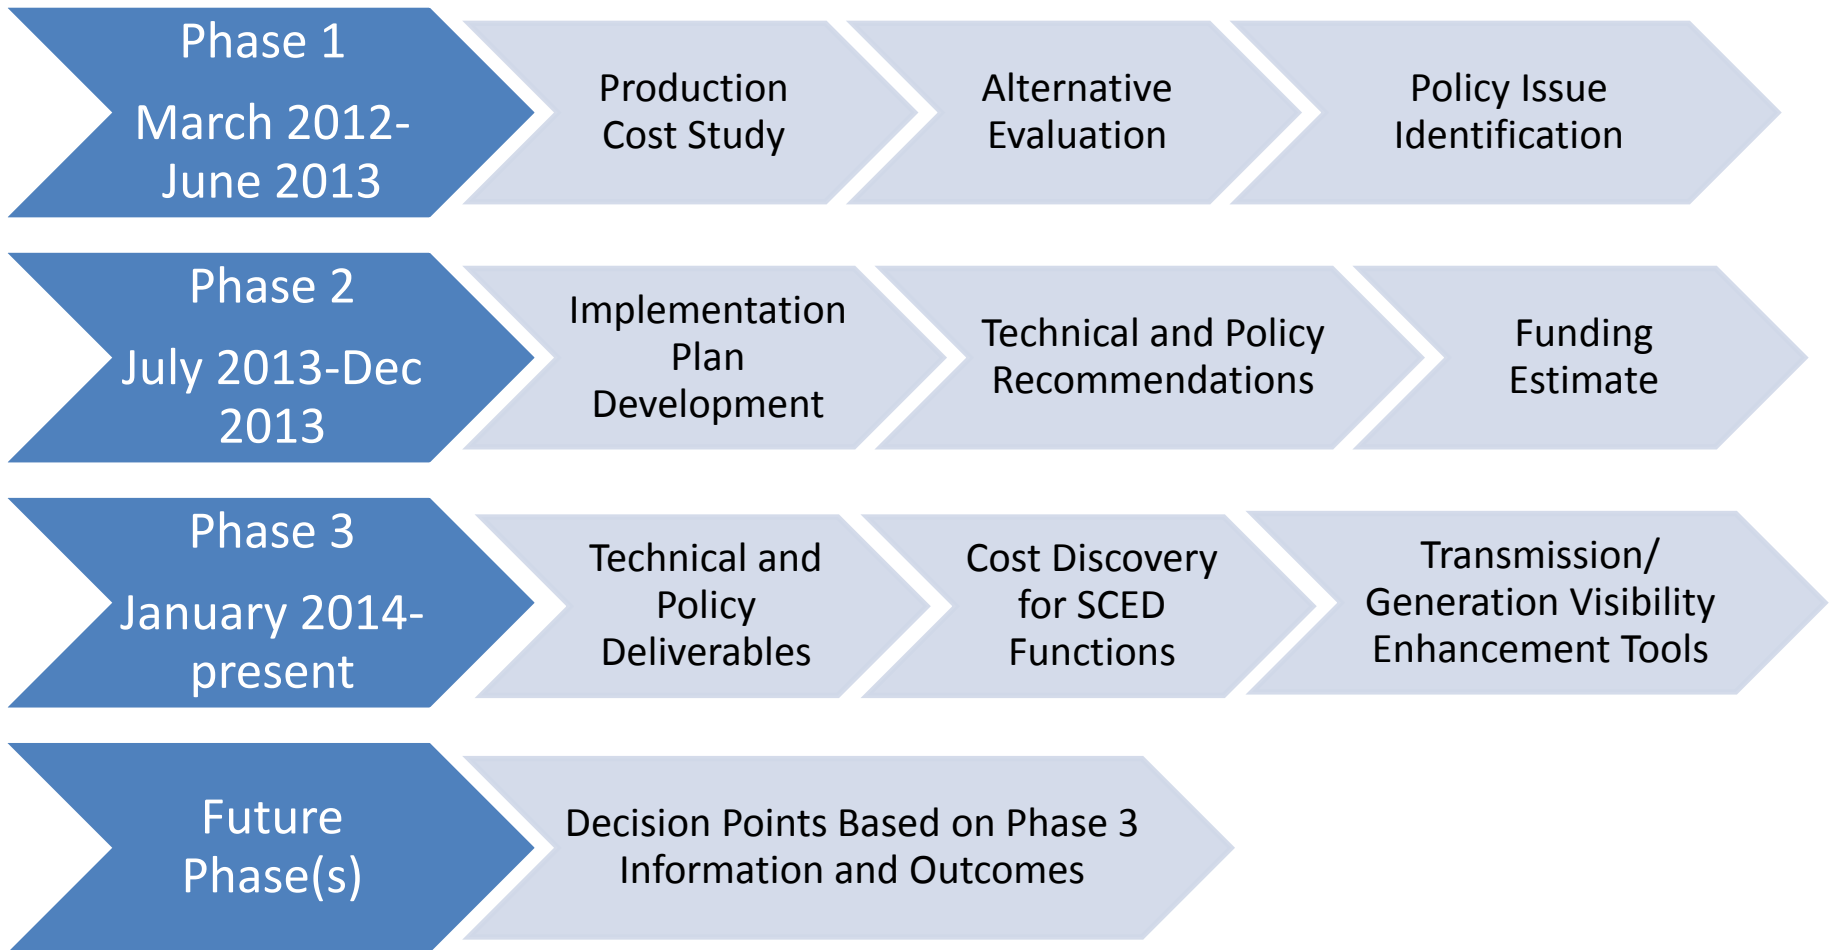 Phase 1
March 2012-
June 2013
Production
Cost Study
Alternative
Evaluation
Policy Issue
Identification
Phase 2
July 2013-Dec
2013
Implementation
Plan
Development
Technical and Policy
Recommendations
Funding
Estimate
Phase 3
January 2014-
present
Technical and
Policy
Deliverables
Cost Discovery
for SCED
Functions
Transmission/
Generation Visibility
Enhancement Tools
Future
Phase(s)
Decision Points Based on Phase 3
Information and Outcomes